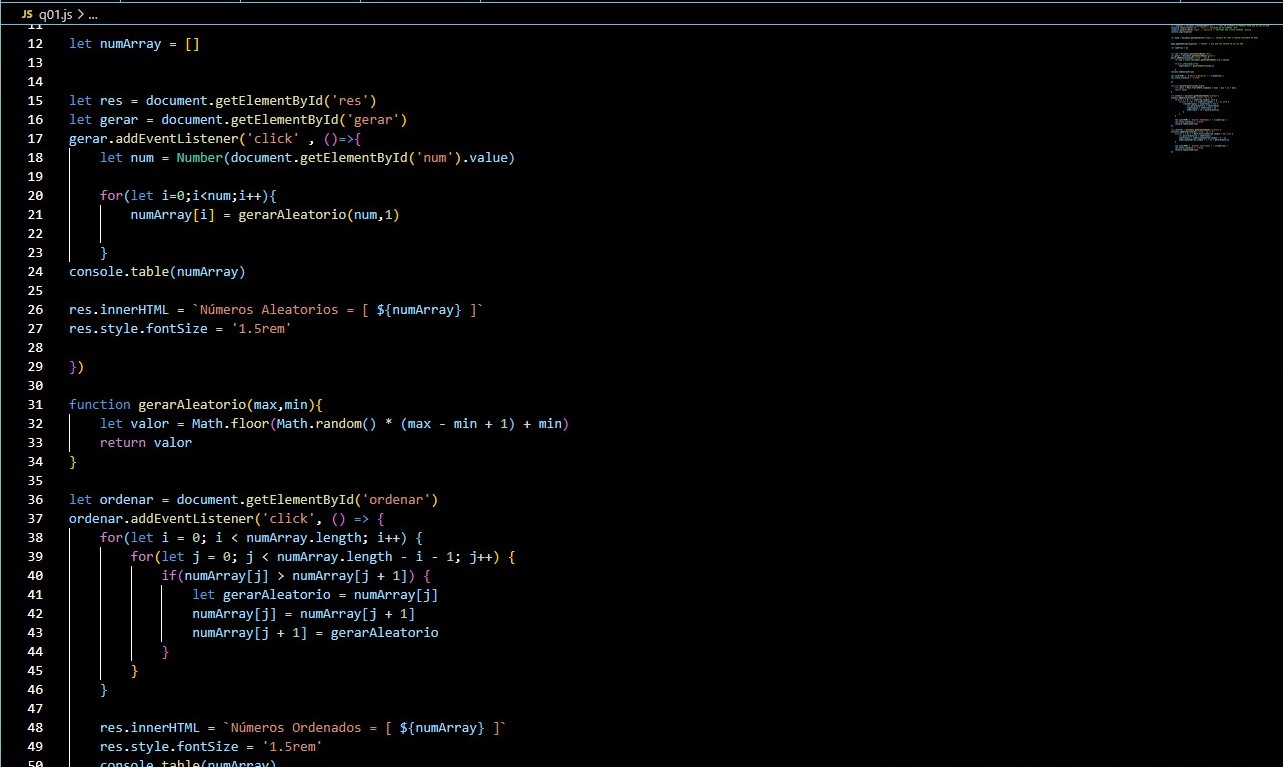 JS q01.js > ...
11
12 let numArray = []
13
14
15 let res = document.getElementById('res')
16 let gerar = document.getElementById('gerar')
17 gerar.addEventListener('click' , ()=>{
18     let num = Number(document.getElementById('num').value)
19
20     for(let i=0;i<num;i++){
21         numArray[i] = gerarAleatorio(num,1)
22
23     }
24 console.table(numArray)
25
26 res.innerHTML = `Números Aleatorios = [ ${numArray} ]`
27 res.style.fontSize = '1.5rem'
28
29 })
30
31 function gerarAleatorio(max,min){
32     let valor = Math.floor(Math.random() * (max - min + 1) + min)
33     return valor
34 }
35
36 let ordenar = document.getElementById('ordenar')
37 ordenar.addEventListener('click', () => {
38     for(let i = 0; i < numArray.length; i++) {
39         for(let j = 0; j < numArray.length - i - 1; j++) {
40             if(numArray[j] > numArray[j + 1]) {
41                 let gerarAleatorio = numArray[j]
42                 numArray[j] = numArray[j + 1]
43                 numArray[j + 1] = gerarAleatorio
44             }
45         }
46     }
47
48     res.innerHTML = `Números Ordenados = [ ${numArray} ]`
49     res.style.fontSize = '1.5rem'
50     console.table(numArray)